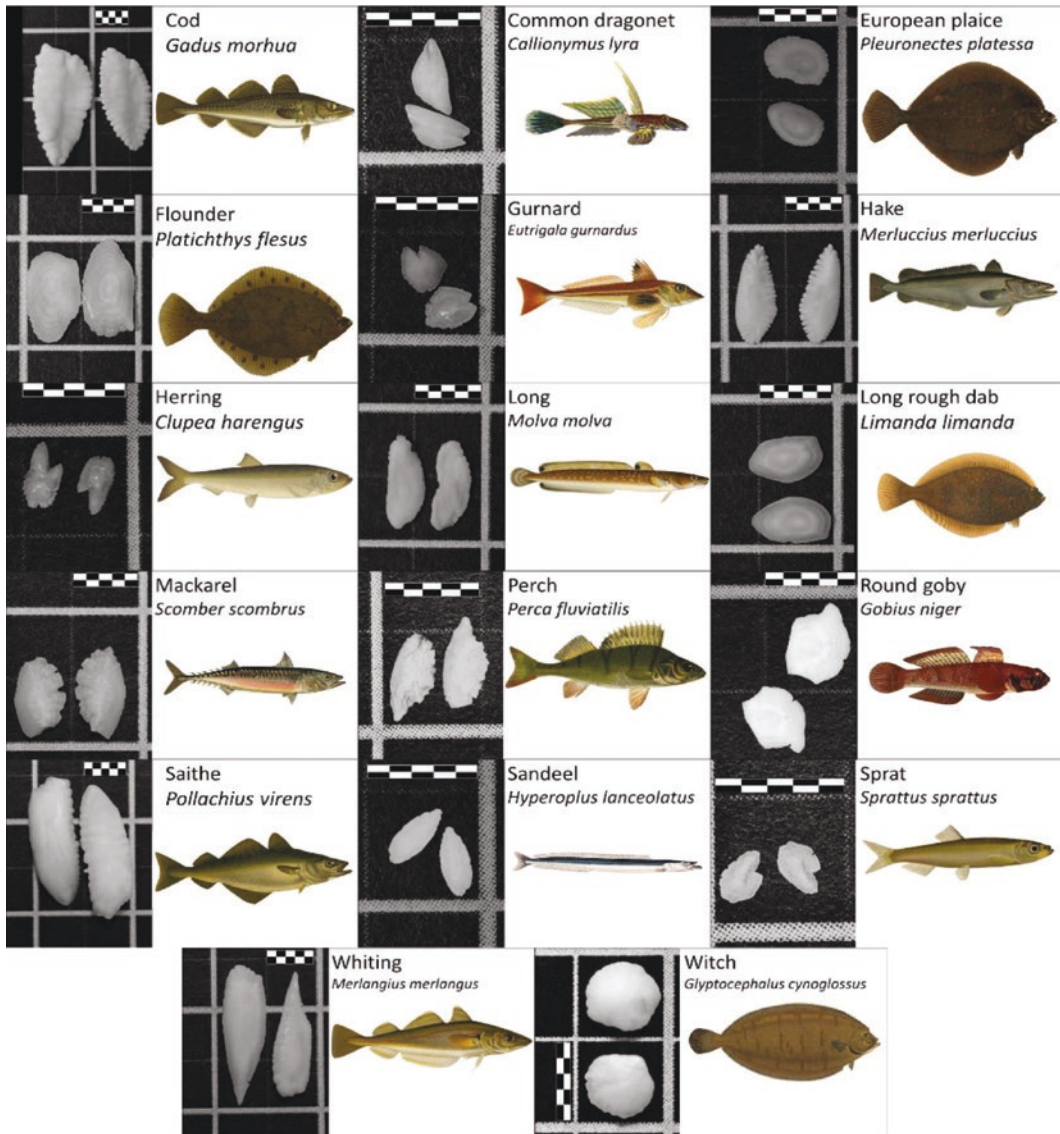 Cod
Gadus morhua
Common dragonet
Callionymus lyra
European plaice
Pleuronectes platessa
Flounder
Platichthys flesus
Gurnard
Eutrigala gurnardus
Hake
Merluccius merluccius
Herring
Clupea harengus
Long
Molva molva
Long rough dab
Limanda limanda
Mackarel
Scomber scombrus
Perch
Perca fluviatilis
Round goby
Gobius niger
Saithe
Pollachius virens
Sandeel
Hyperoplus lanceolatus
Sprat
Sprattus sprattus
Whiting
Merlangius merlangus
Witch
Glyptocephalus cynoglossus